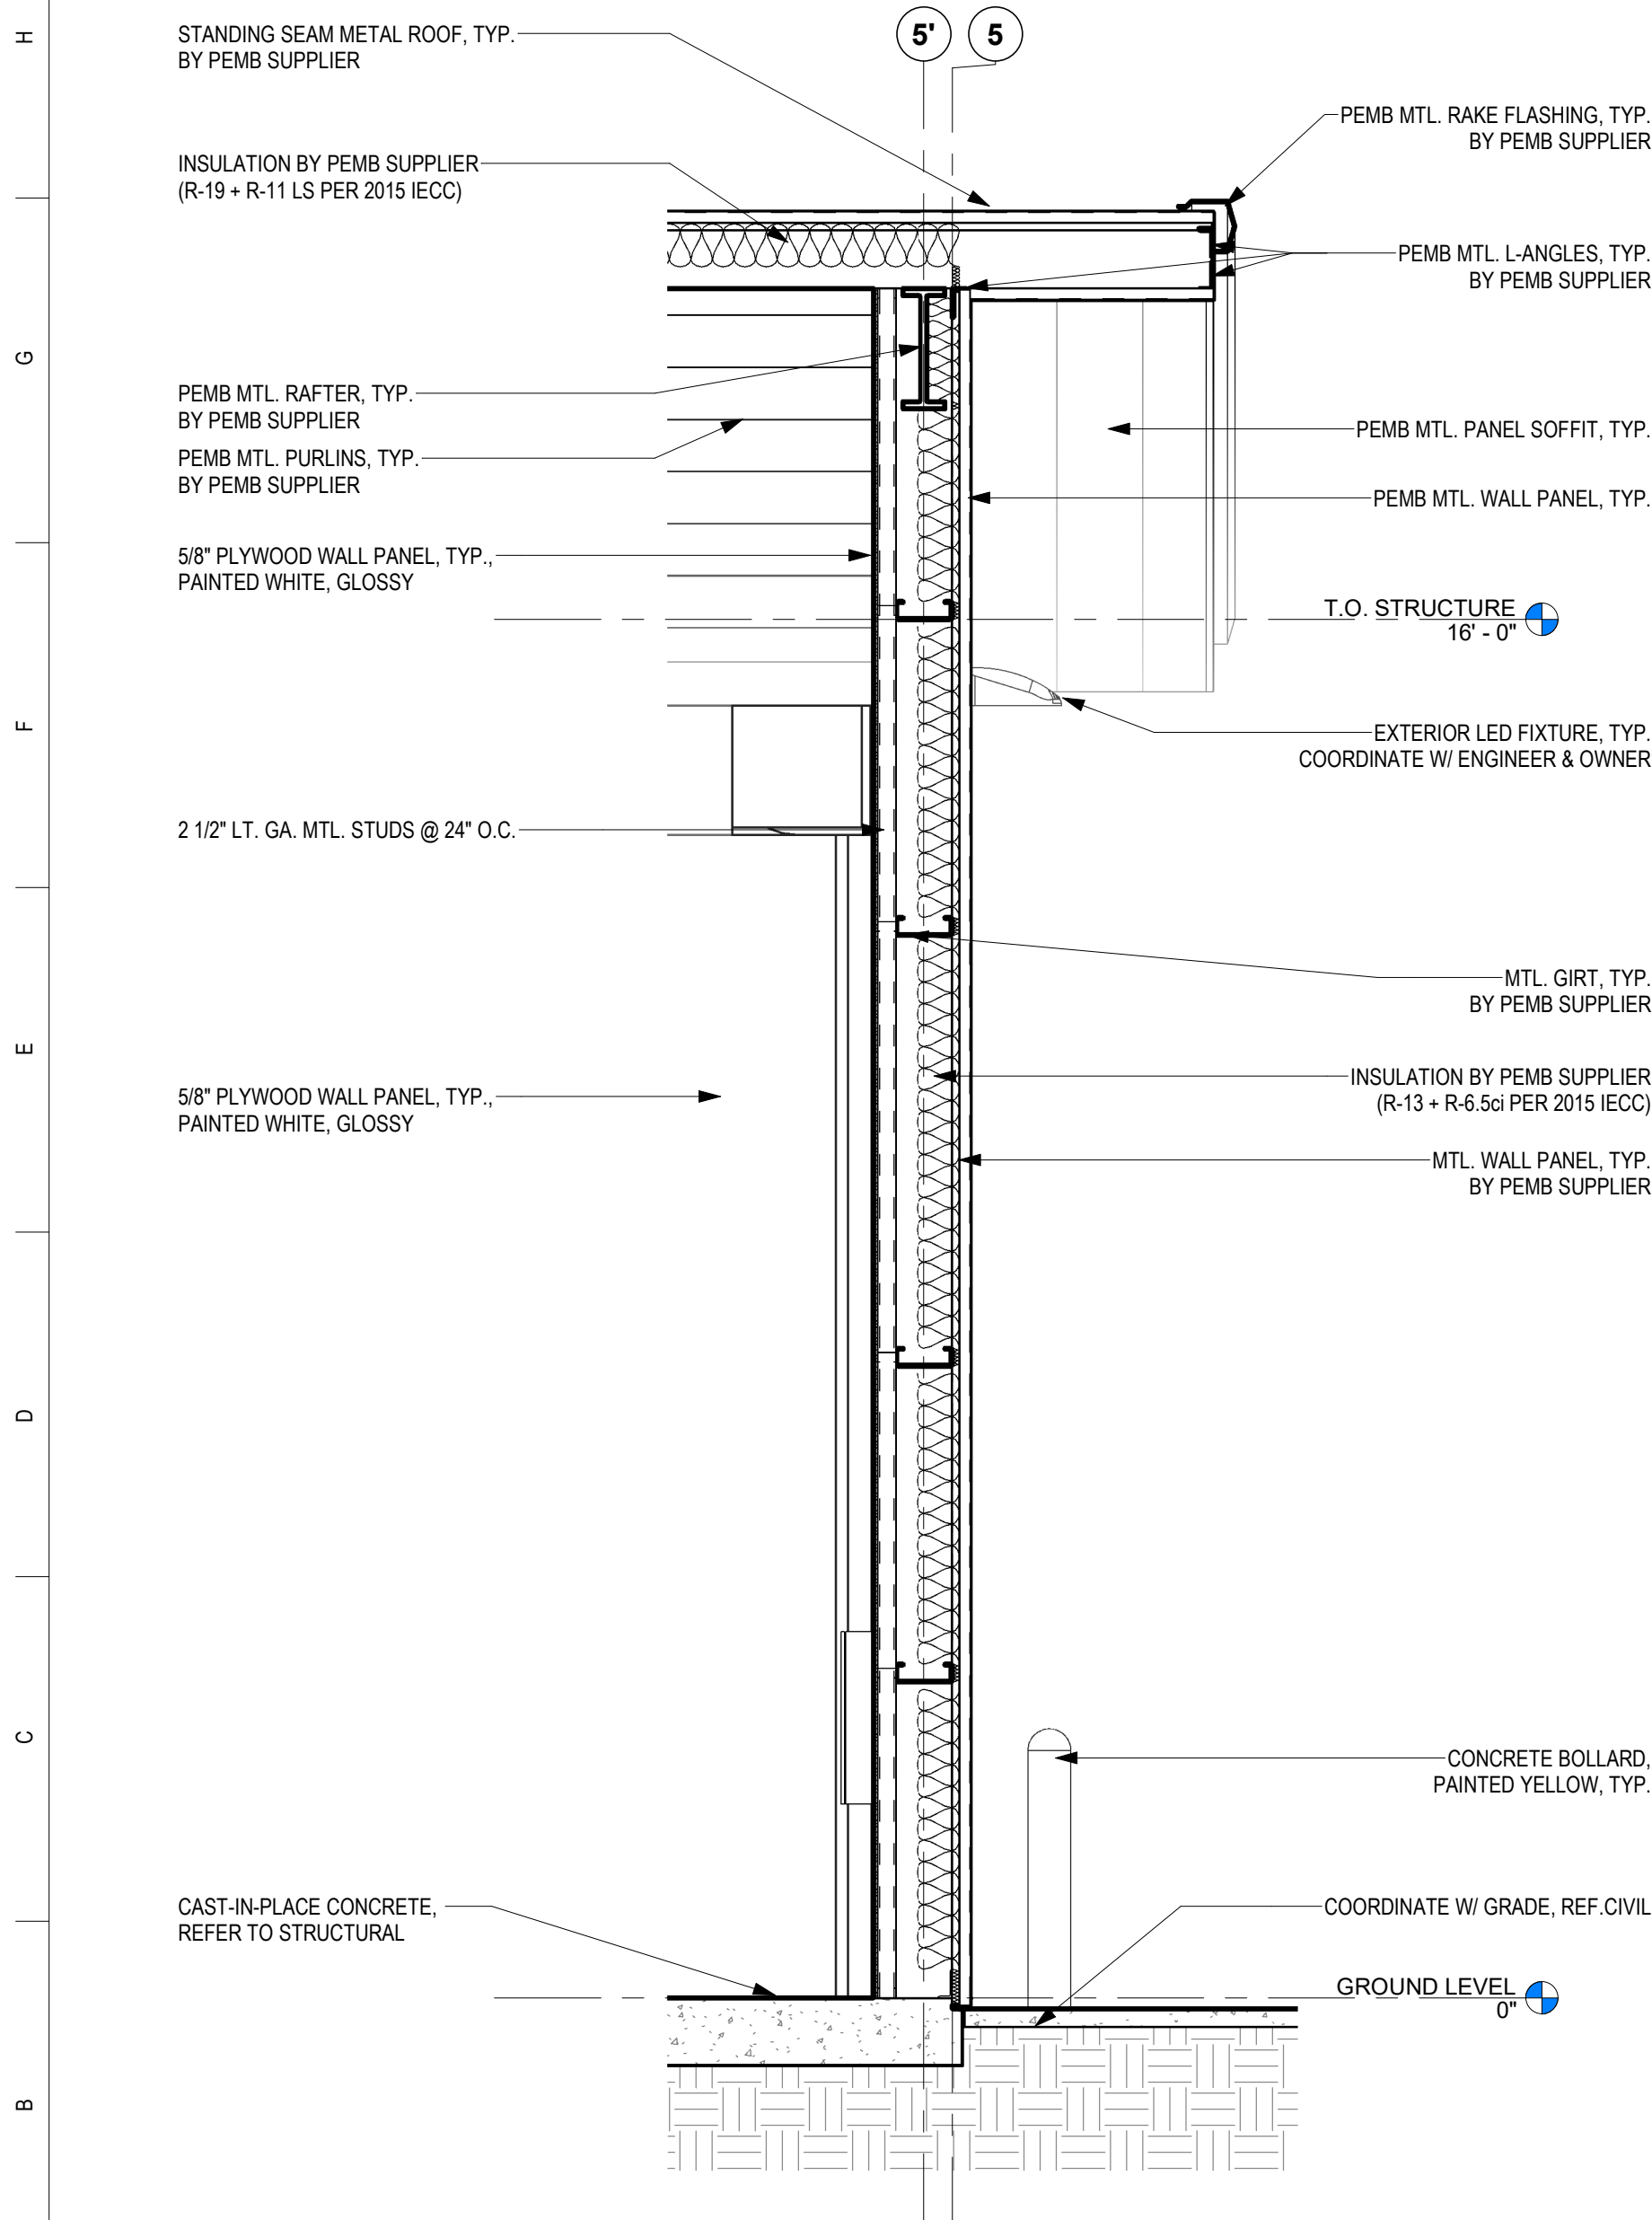 H
G
F
E
D
C
B
5'
5
STANDING SEAM METAL ROOF, TYP.
BY PEMB SUPPLIER
INSULATION BY PEMB SUPPLIER
(R-19 + R-11 LS PER 2015 IECC)
PEMB MTL. RAFTER, TYP.
BY PEMB SUPPLIER
PEMB MTL. PURLINS, TYP.
BY PEMB SUPPLIER
5/8" PLYWOOD WALL PANEL, TYP.,
PAINTED WHITE, GLOSSY
2 1/2" LT. GA. MTL. STUDS @ 24" O.C.
5/8" PLYWOOD WALL PANEL, TYP.,
PAINTED WHITE, GLOSSY
CAST-IN-PLACE CONCRETE,
REFER TO STRUCTURAL
PEMB MTL. RAKE FLASHING, TYP.
BY PEMB SUPPLIER
PEMB MTL. L-ANGLES, TYP.
BY PEMB SUPPLIER
PEMB MTL. PANEL SOFFIT, TYP.
PEMB MTL. WALL PANEL, TYP.
T.O. STRUCTURE
16' - 0"
EXTERIOR LED FIXTURE, TYP.
COORDINATE W/ ENGINEER & OWNER
MTL. GIRT, TYP.
BY PEMB SUPPLIER
INSULATION BY PEMB SUPPLIER
(R-13 + R-6.5ci PER 2015 IECC)
MTL. WALL PANEL, TYP.
BY PEMB SUPPLIER
CONCRETE BOLLARD,
PAINTED YELLOW, TYP.
COORDINATE W/ GRADE, REF.CIVIL
GROUND LEVEL
0"